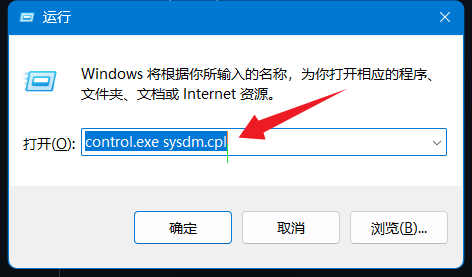 运行
Windows 将根据你所输入的名称，为你打开相应的程序、
文件夹、文档或 Internet 资源。
打开(O): control.exe sysdm.cpl
确定 取消 浏览(B)...